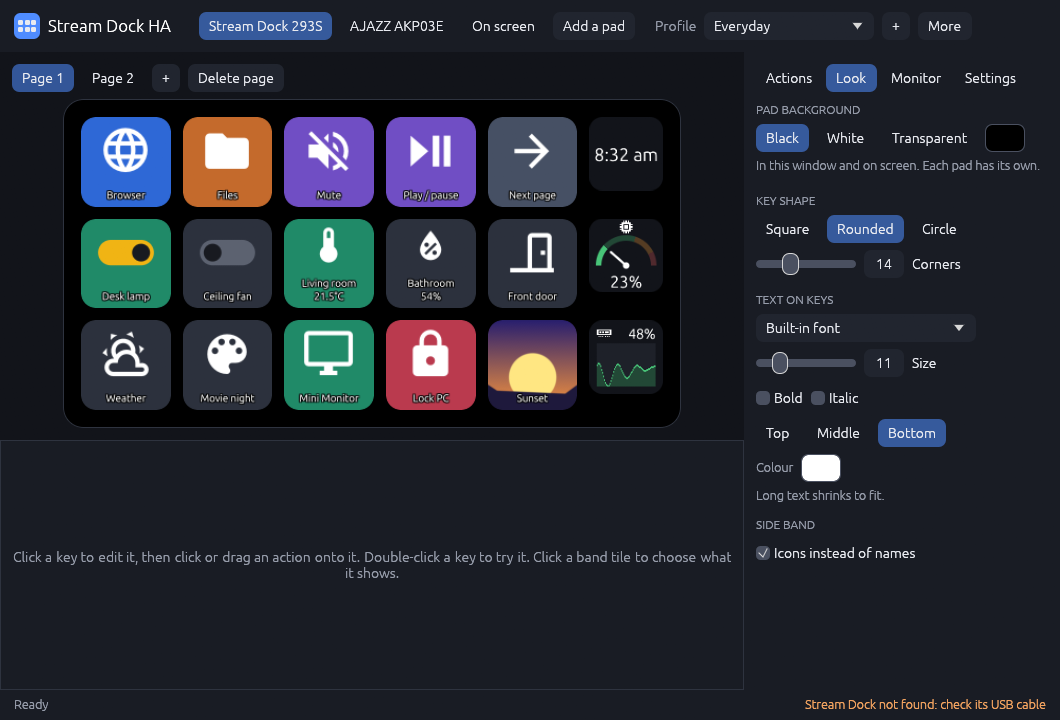 Stream Dock HA
Stream Dock 293S
AJAZZ AKP03E
On screen
Add a pad
Profile
Everyday
+
More
Page 1
Page 2
+
Delete page
Browser
Files
Mute
Play / pause
Next page
8:32 am
Desk lamp
Ceiling fan
Living room
21.5°C
Bathroom
54%
Front door
23%
Weather
Movie night
Mini Monitor
Lock PC
Sunset
48%
Click a key to edit it, then click or drag an action onto it. Double-click a key to try it. Click a band tile to choose what
it shows.
Actions
Look
Monitor
Settings
PAD BACKGROUND
Black
White
Transparent
In this window and on screen. Each pad has its own.
KEY SHAPE
Square
Rounded
Circle
14
Corners
TEXT ON KEYS
Built-in font
11
Size
Bold
Italic
Top
Middle
Bottom
Colour
Long text shrinks to fit.
SIDE BAND
Icons instead of names
Ready
Stream Dock not found: check its USB cable